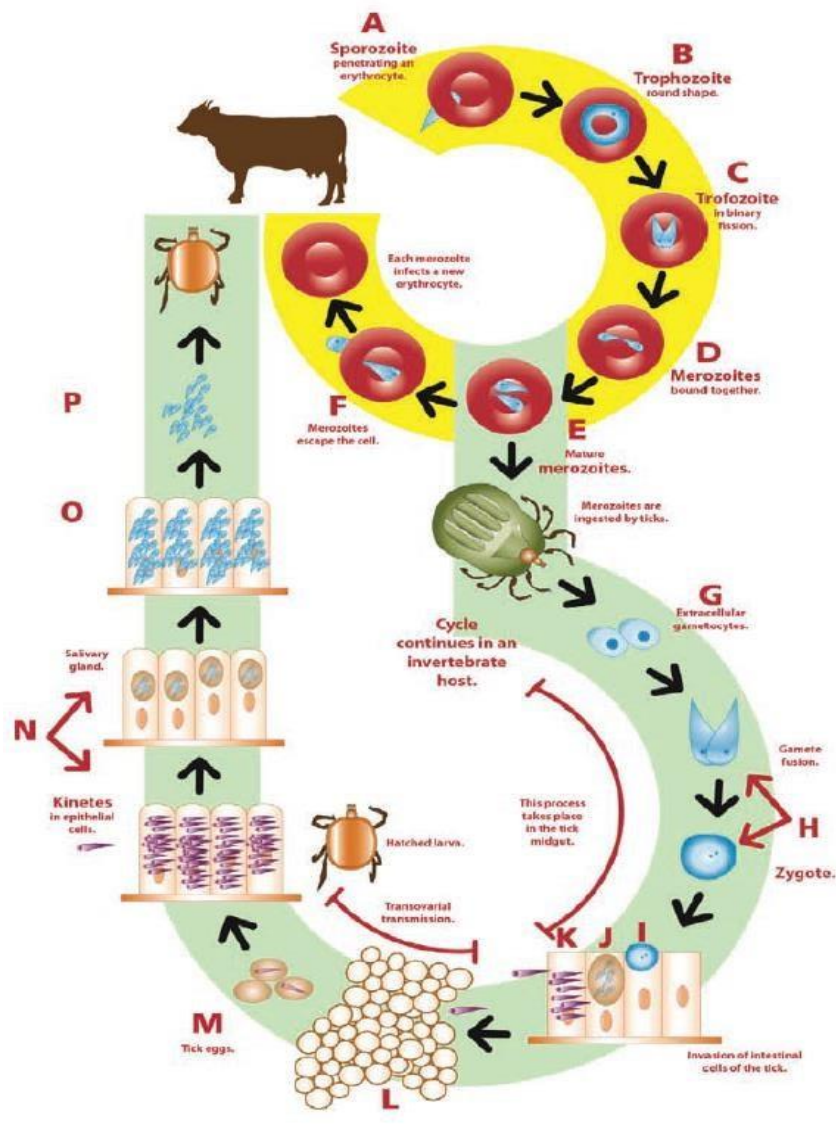 A
Sporozoite
penetrating an
erythrocyte.
B
Trophozoite
round shape.
C
Trofozoite
in binary
fission.
D
Merozoites
bound together.
Each merozoite
infects a new
erythrocyte.
F
Merozoites
escape the cell.
E
Mature
merozoites.
Merozoites are
ingested by ticks.
G
Extracellular
gametocytes.
Cycle
continues in an
invertebrate
host.
Gamete
fusion.
H
Zygote.
This process
takes place
in the tick
midget.
K
J
I
Invasion of intestinal
cells of the tick.
L
Transovarial
transmission.
Hatched larva.
M
Tick eggs.
Kinetes
in epithelial
cells.
N
Salivary
gland.
O
P